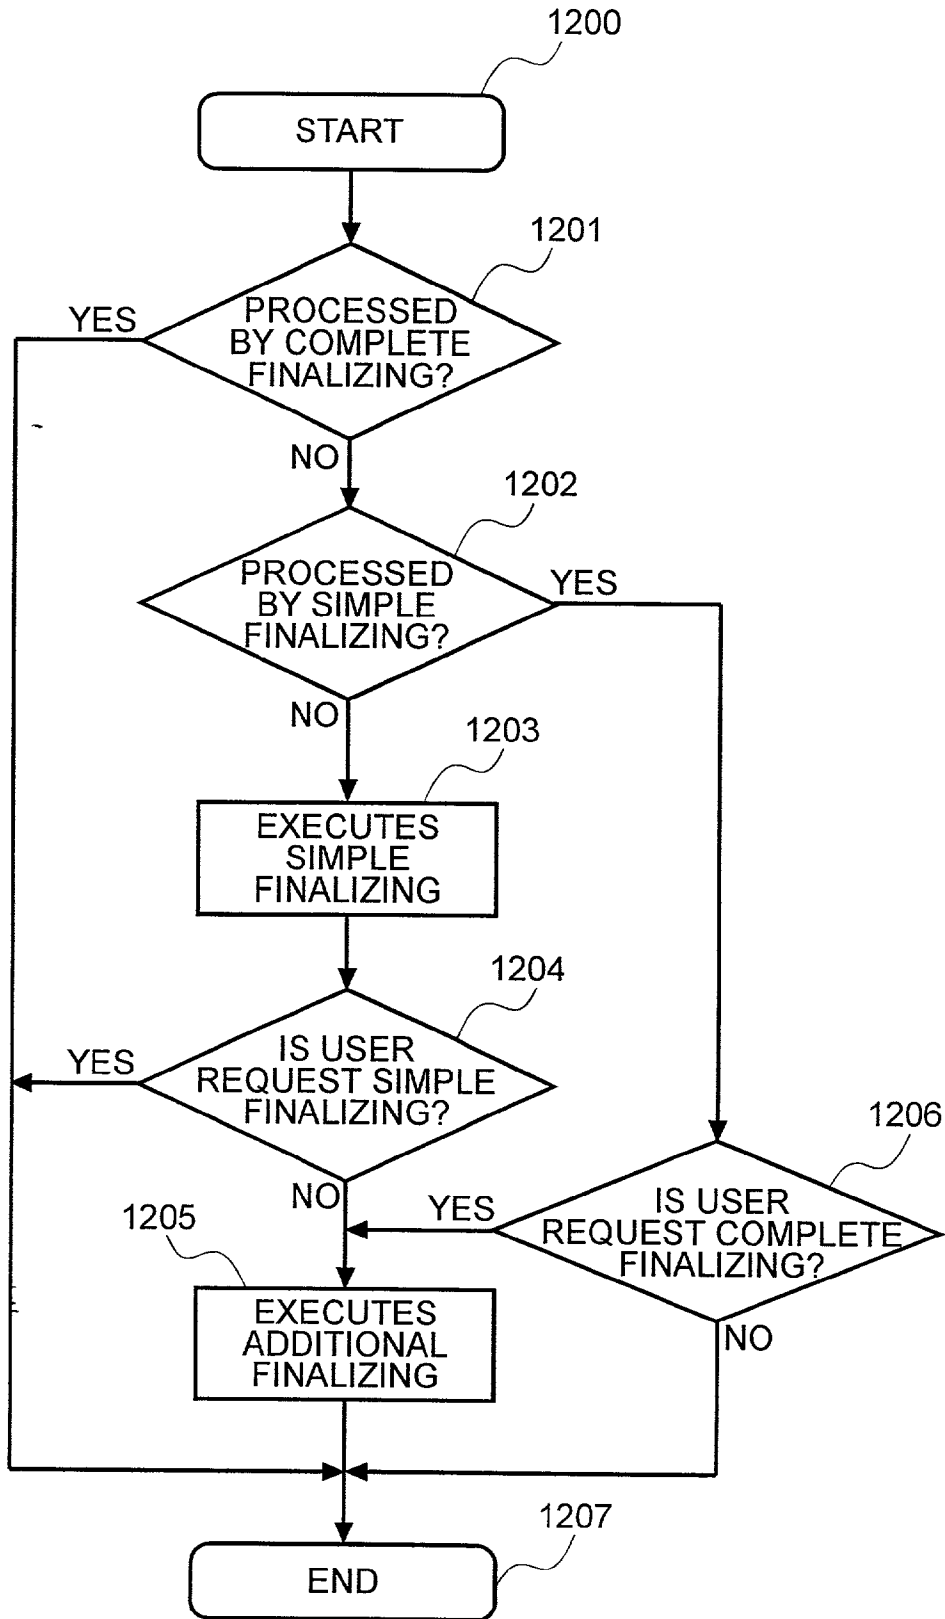 1200
START
1201
PROCESSED
BY COMPLETE
FINALIZING?
YES
NO
1202
PROCESSED
BY SIMPLE
FINALIZING?
YES
NO
1203
EXECUTES
SIMPLE
FINALIZING
1204
IS USER
REQUEST SIMPLE
FINALIZING?
YES
NO
1206
IS USER
REQUEST COMPLETE
FINALIZING?
YES
NO
1205
EXECUTES
ADDITIONAL
FINALIZING
1207
END